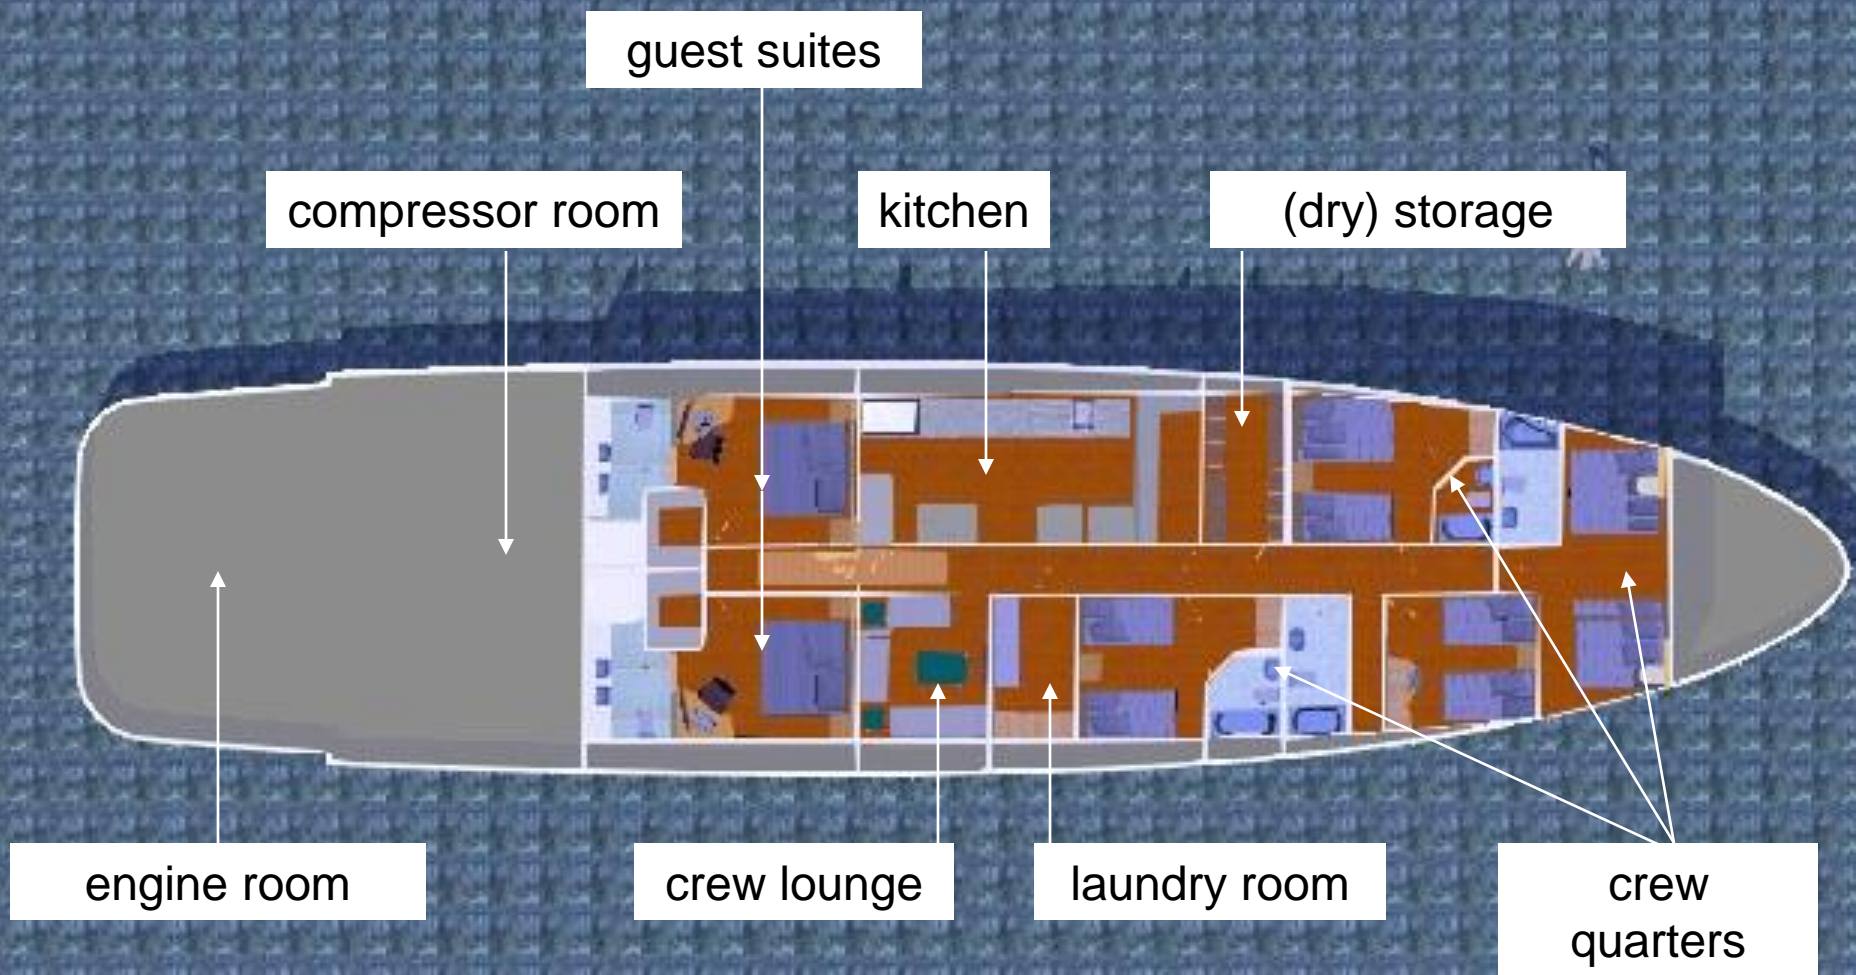 guest suites
compressor room
kitchen
(dry) storage
engine room
crew lounge
laundry room
crew
quarters